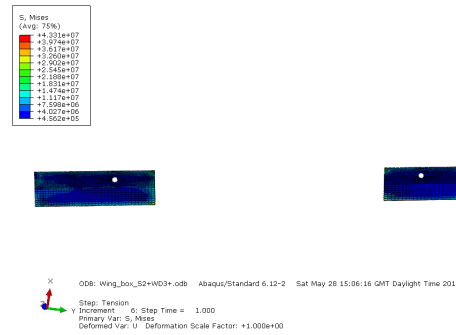 S, Mises
(Avg: 75%)
+4.331e+07
+3.974e+07
+3.617e+07
+3.260e+07
+2.902e+07
+2.545e+07
+2.188e+07
+1.831e+07
+1.474e+07
+1.117e+07
+7.598e+06
+4.027e+06
+4.562e+05
X
Y
ODB: Wing_box_S2+WD3+.odb Abaqus/Standard 6.12-2 Sat May 28 15:06:16 GMT Daylight Time 201
Step: Tension
Increment 6: Step Time = 1.000
Primary Var: S, Mises
Deformed Var: U Deformation Scale Factor: +1.000e+00